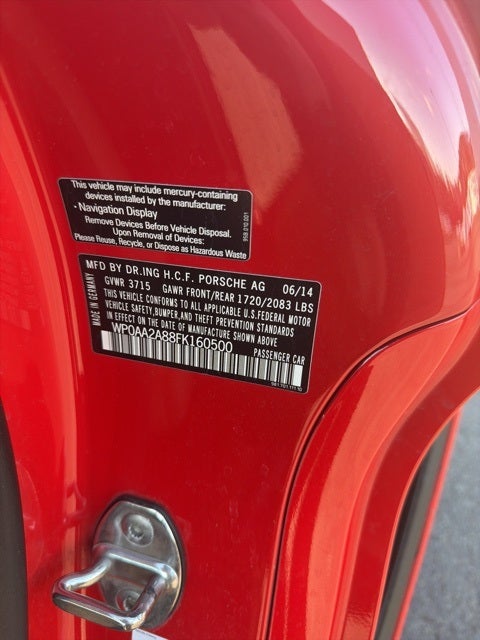 This vehicle may include mercury-containing
devices installed by the manufacturer:
• Navigation Display
Remove Devices Before Vehicle Disposal.
Upon Removal of Devices:
Please Reuse, Recycle, or Dispose as Hazardous Waste
958.010.001
MFD BY DR.ING H.C.F. PORSCHE AG 06/14
GVWR 3715 GAWR FRONT/REAR 1720/2083 LBS
THIS VEHICLE CONFORMS TO ALL APPLICABLE U.S.FEDERAL MOTOR
VEHICLE SAFETY,BUMPER,AND THEFT PREVENTION STANDARDS
IN EFFECT ON THE DATE OF MANUFACTURE SHOWN ABOVE
WP0AA2A88FK160500
PASSENGER CAR
MADE IN GERMANY